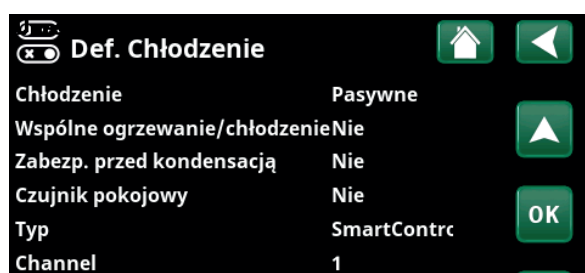 Def. Chłodzenie
Chłodzenie Pasywne
Wspólne ogrzewanie/chłodzenie Nie
Zabezp. przed kondensacją Nie
Czujnik pokojowy Nie
OK
Typ SmartContro
Channel 1